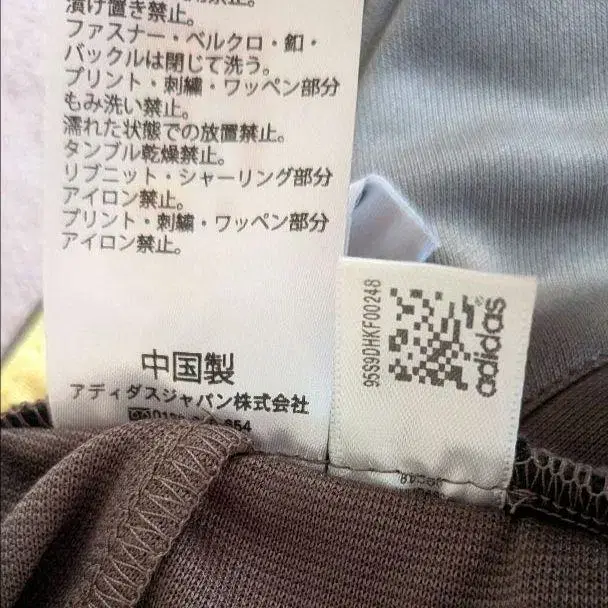 漬け置き禁止。
ファスナー・ベルクロ・釦・
バックルは閉じて洗う。
プリント・刺繍・ワッペン部分
もみ洗い禁止。
濡れた状態での放置禁止。
タンブル乾燥禁止。
リブニット・シャーリング部分
アイロン禁止。
プリント・刺繍・ワッペン部分
アイロン禁止。
中国製
アディダスジャパン株式会社
654
95S9DHKF00248
adidas®